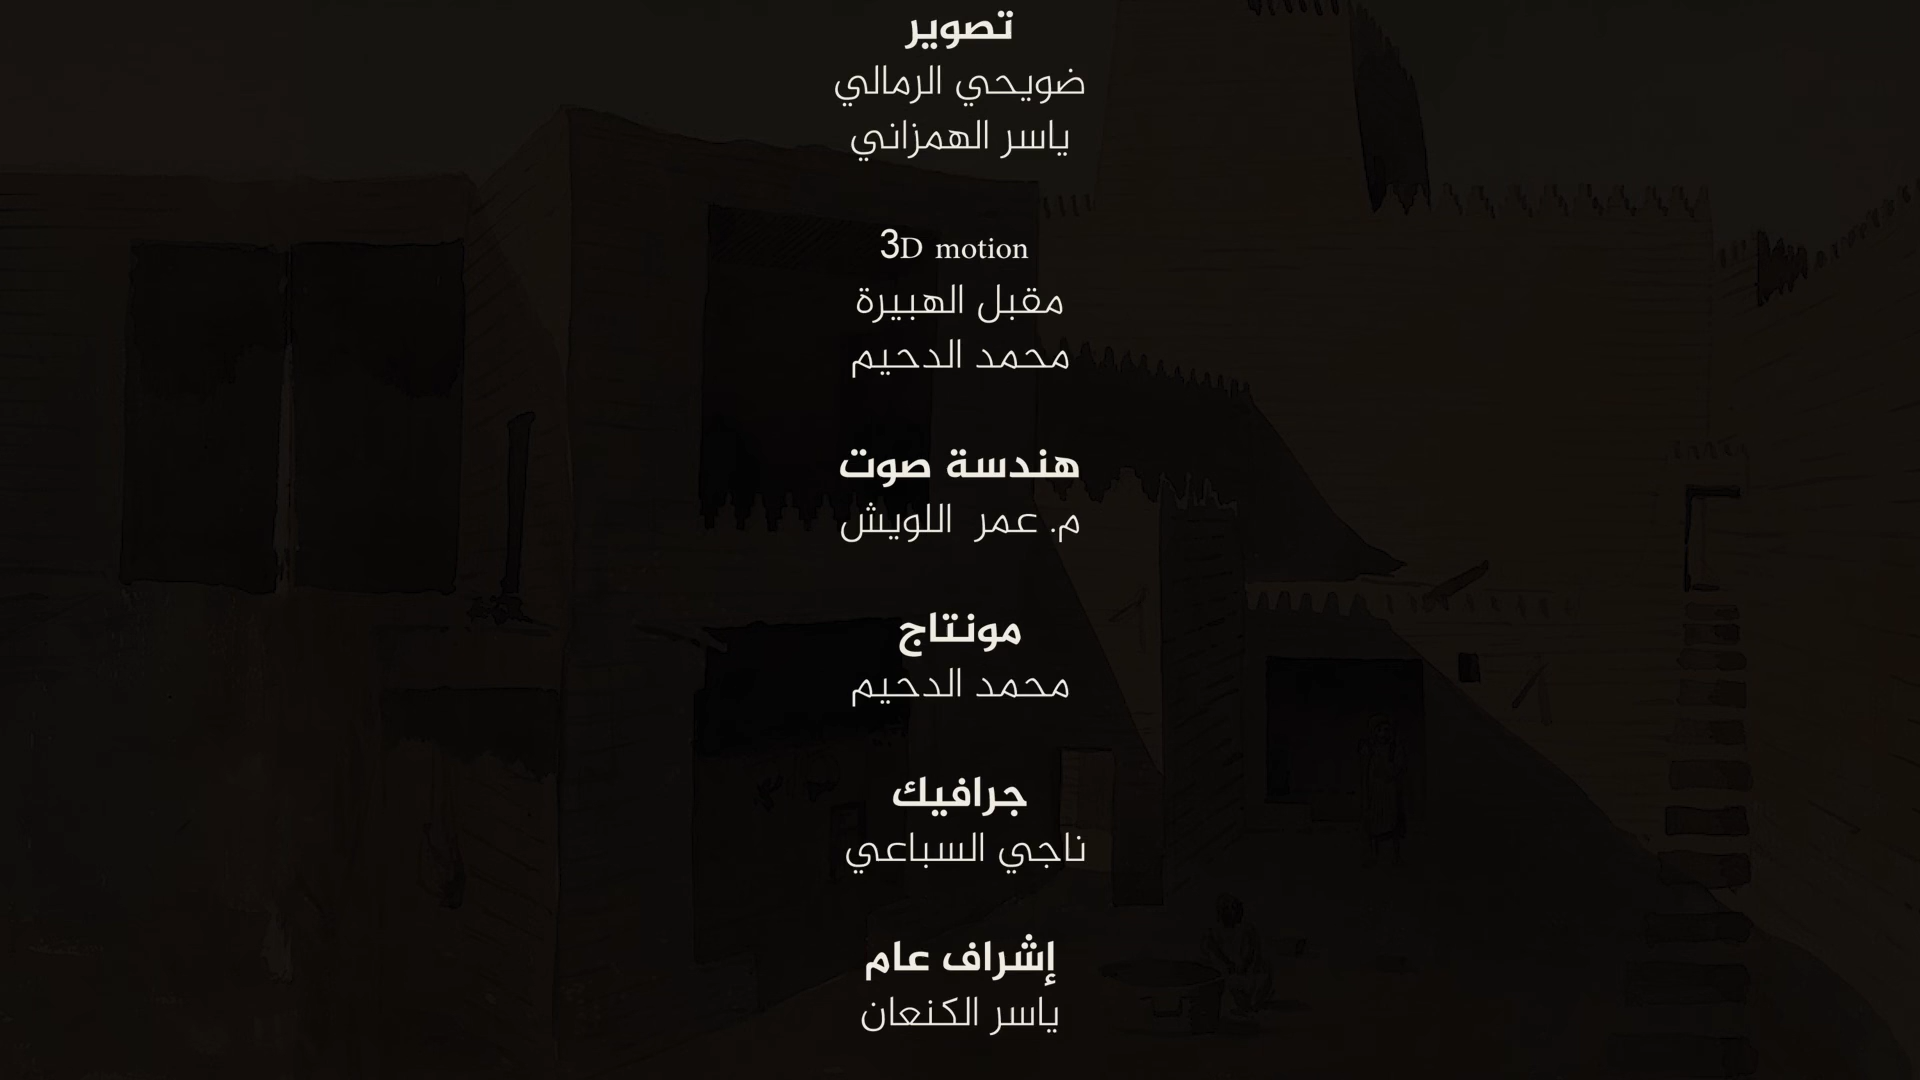 تصوير
ضويحي الرمالي
ياسر الهمزاني
3D motion
مقبل الهبيرة
محمد الدحيم
هندسة صوت
م. عمر اللويش
مونتاج
محمد الدحيم
جرافيك
ناجي السباعي
إشراف عام
ياسر الكنعان